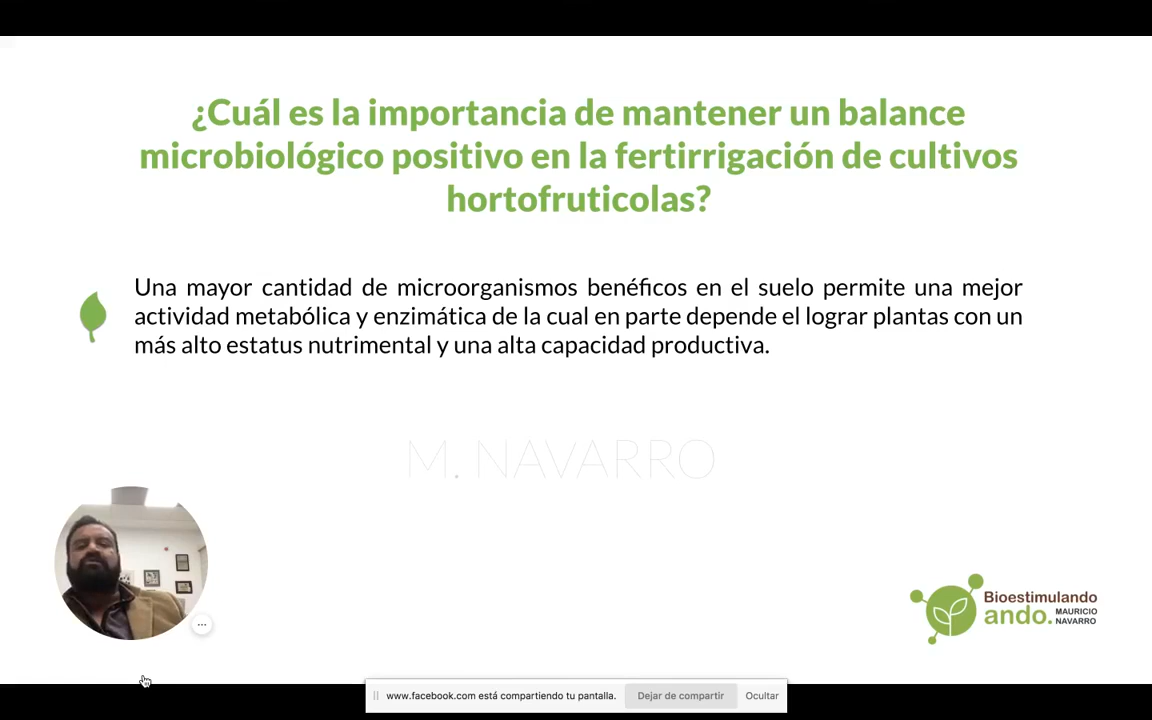 ¿Cuál es la importancia de mantener un balance
microbiológico positivo en la fertirrigación de cultivos
hortofruticolas?
Una mayor cantidad de microorganismos benéficos en el suelo permite una mejor
actividad metabólica y enzimática de la cual en parte depende el lograr plantas con un
más alto estatus nutrimental y una alta capacidad productiva.
M. NAVARRO
Bioestimulando
ando. MAURICIO
NAVARRO
www.facebook.com está compartiendo tu pantalla. Dejar de compartir Ocultar